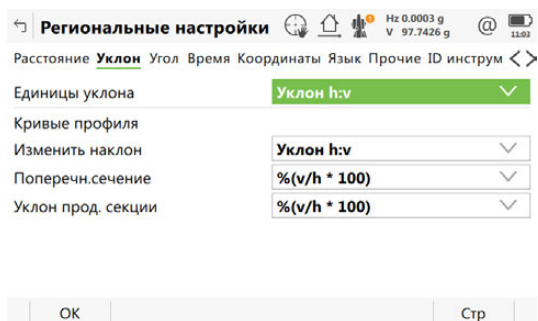 Региональные настройки Hz 0.0003 g
V 97.7426 g @ 11:03
Расстояние Уклон Угол Время Координаты Язык Прочие ID инструм
Единицы уклона Уклон h:v
Кривые профиля
Изменить наклон Уклон h:v
Поперечн.сечение %(v/h * 100)
Уклон прод. секции %(v/h * 100)
OK Стр